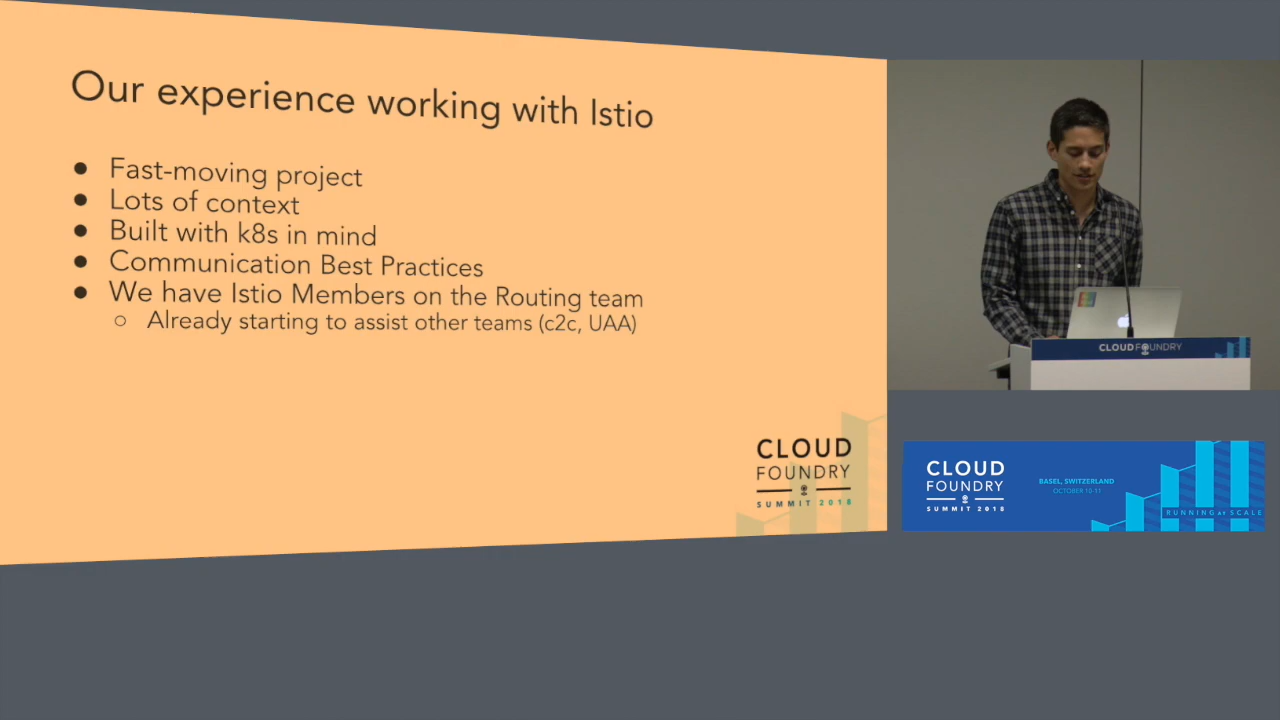 Our experience working with Istio
● Fast-moving project
● Lots of context
● Built with k8s in mind
● Communication Best Practices
● We have Istio Members on the Routing team
○ Already starting to assist other teams (c2c, UAA)
CLOUD
FOUNDRY
SUMMIT 2018
CLOUD FOUNDRY
CLOUD
FOUNDRY
SUMMIT 2018
BASEL, SWITZERLAND
OCTOBER 10-11
RUNNING at SCALE